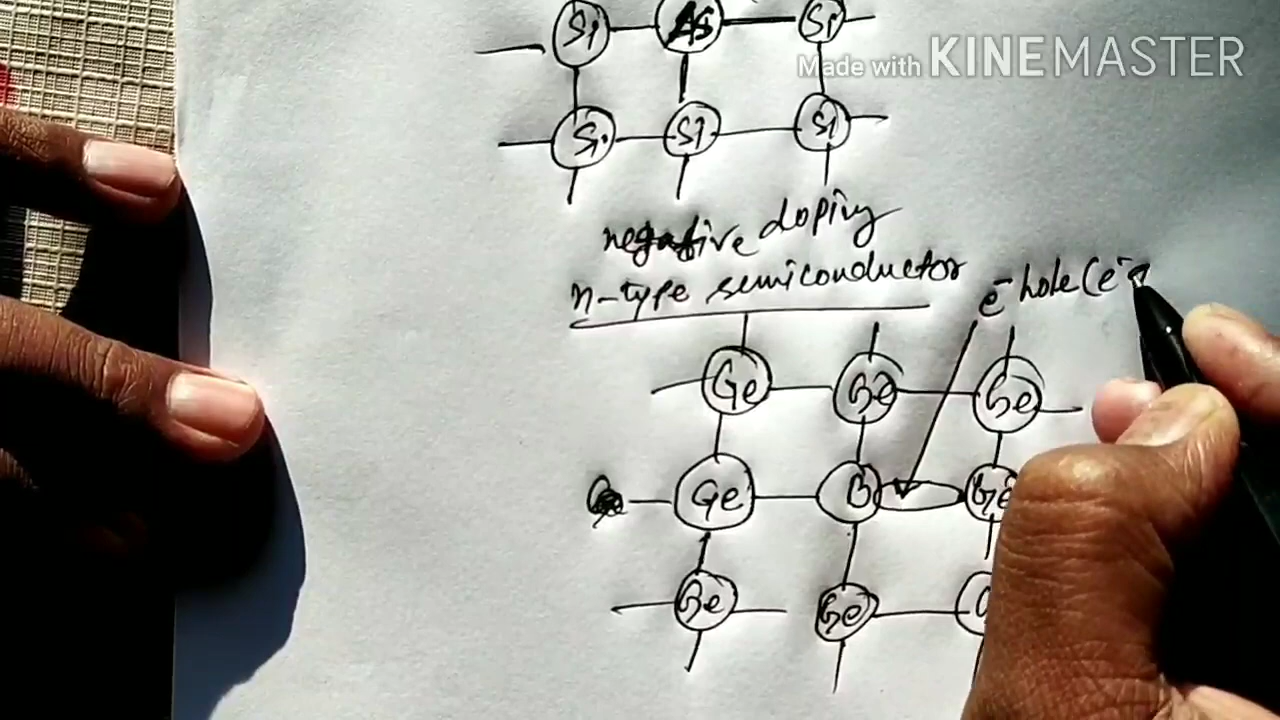 Si As Si
Made with KINEMASTER
Si Si Si
negative doping
n-type semiconductor
e⁻ hole (e⁻
Ge Ge Ge
Ge B Ge
Ge Ge